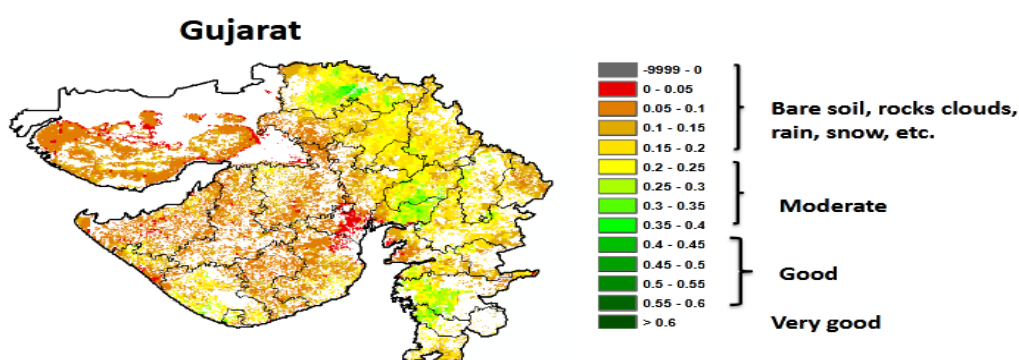 Gujarat
-9999 - 0
0 - 0.05
0.05 - 0.1
0.1 - 0.15
0.15 - 0.2
0.2 - 0.25
0.25 - 0.3
0.3 - 0.35
0.35 - 0.4
0.4 - 0.45
0.45 - 0.5
0.5 - 0.55
0.55 - 0.6
> 0.6
Bare soil, rocks clouds,
rain, snow, etc.
Moderate
Good
Very good